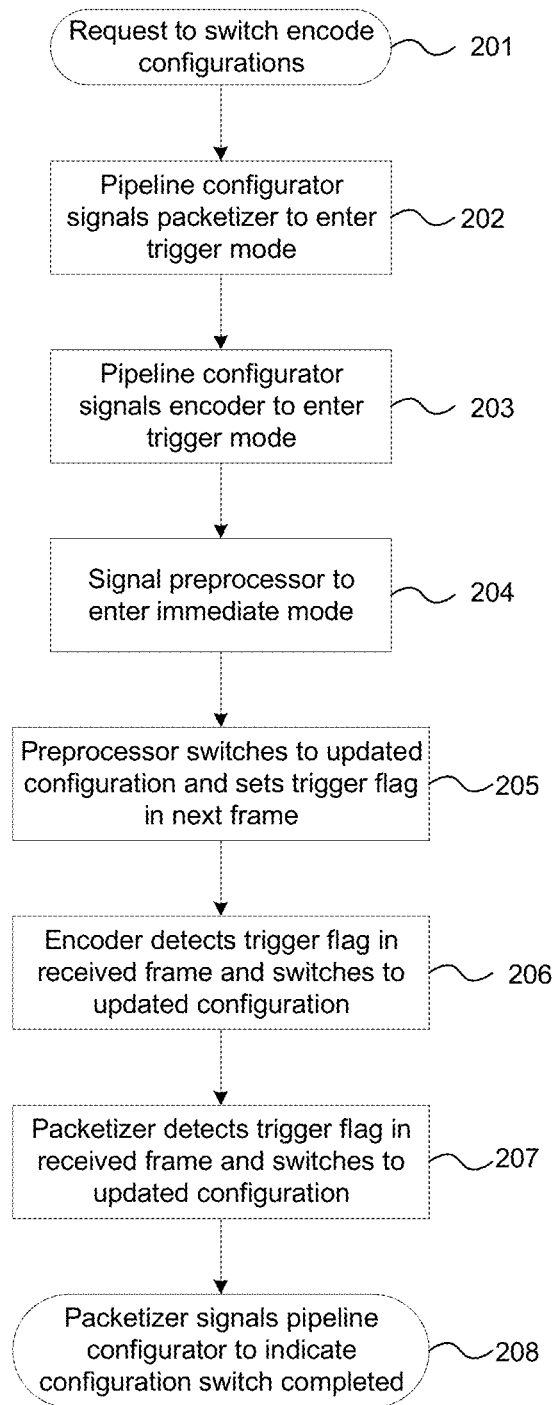 Request to switch encode
configurations
201
Pipeline configurator
signals packetizer to enter
trigger mode
202
Pipeline configurator
signals encoder to enter
trigger mode
203
Signal preprocessor to
enter immediate mode
204
Preprocessor switches to updated
configuration and sets trigger flag
in next frame
205
Encoder detects trigger flag in
received frame and switches to
updated configuration
206
Packetizer detects trigger flag in
received frame and switches to
updated configuration
207
Packetizer signals pipeline
configurator to indicate
configuration switch completed
208